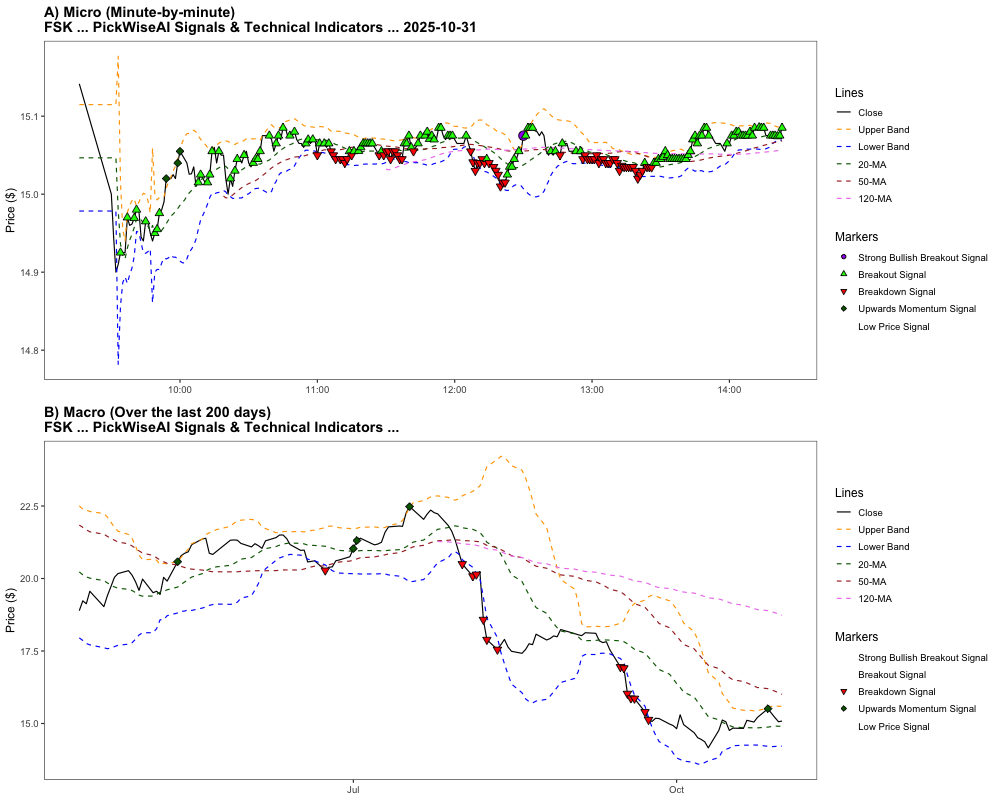 A) Micro (Minute-by-minute)
FSK ... PickWiseAI Signals & Technical Indicators ... 2025-10-31
Price ($)
15.1
15.0
14.9
14.8
10:00
11:00
12:00
13:00
14:00
Lines
Close
Upper Band
Lower Band
20-MA
50-MA
120-MA
Markers
Strong Bullish Breakout Signal
Breakout Signal
Breakdown Signal
Upwards Momentum Signal
Low Price Signal
B) Macro (Over the last 200 days)
FSK ... PickWiseAI Signals & Technical Indicators ...
Price ($)
22.5
20.0
17.5
15.0
Jul
Oct
Lines
Close
Upper Band
Lower Band
20-MA
50-MA
120-MA
Markers
Strong Bullish Breakout Signal
Breakout Signal
Breakdown Signal
Upwards Momentum Signal
Low Price Signal